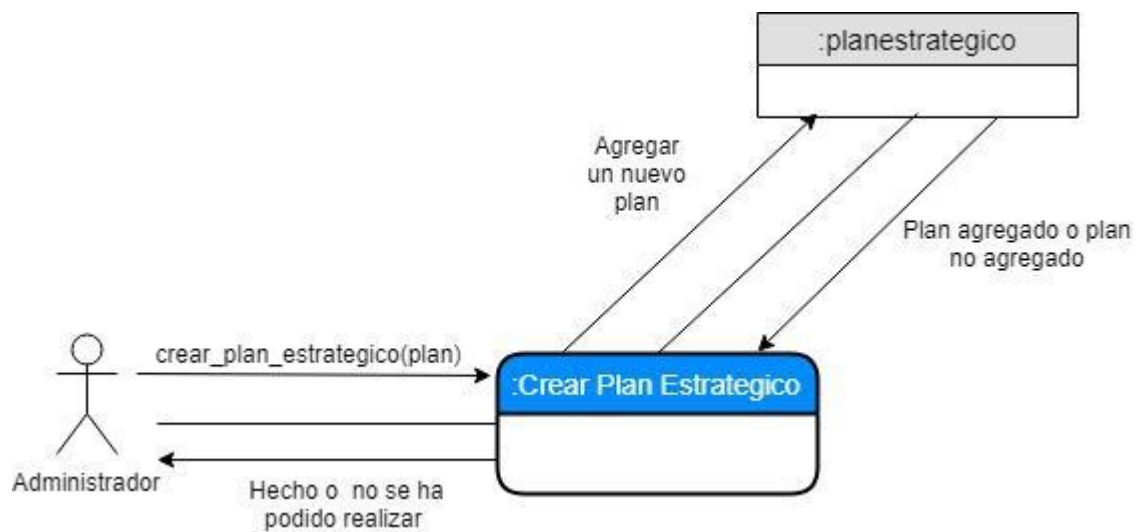 :planestrategico
Agregar
un nuevo
plan
Plan agregado o plan
no agregado
crear_plan_estrategico(plan)
:Crear Plan Estrategico
Administrador
Hecho o no se ha
podido realizar